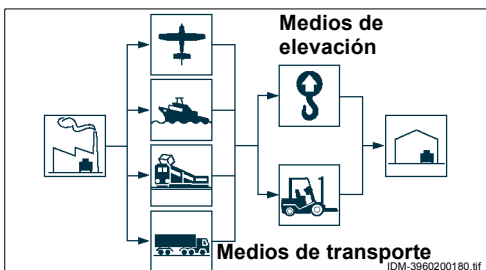 Medios de
elevación
Medios de transporte
IDM-3960200180.tif